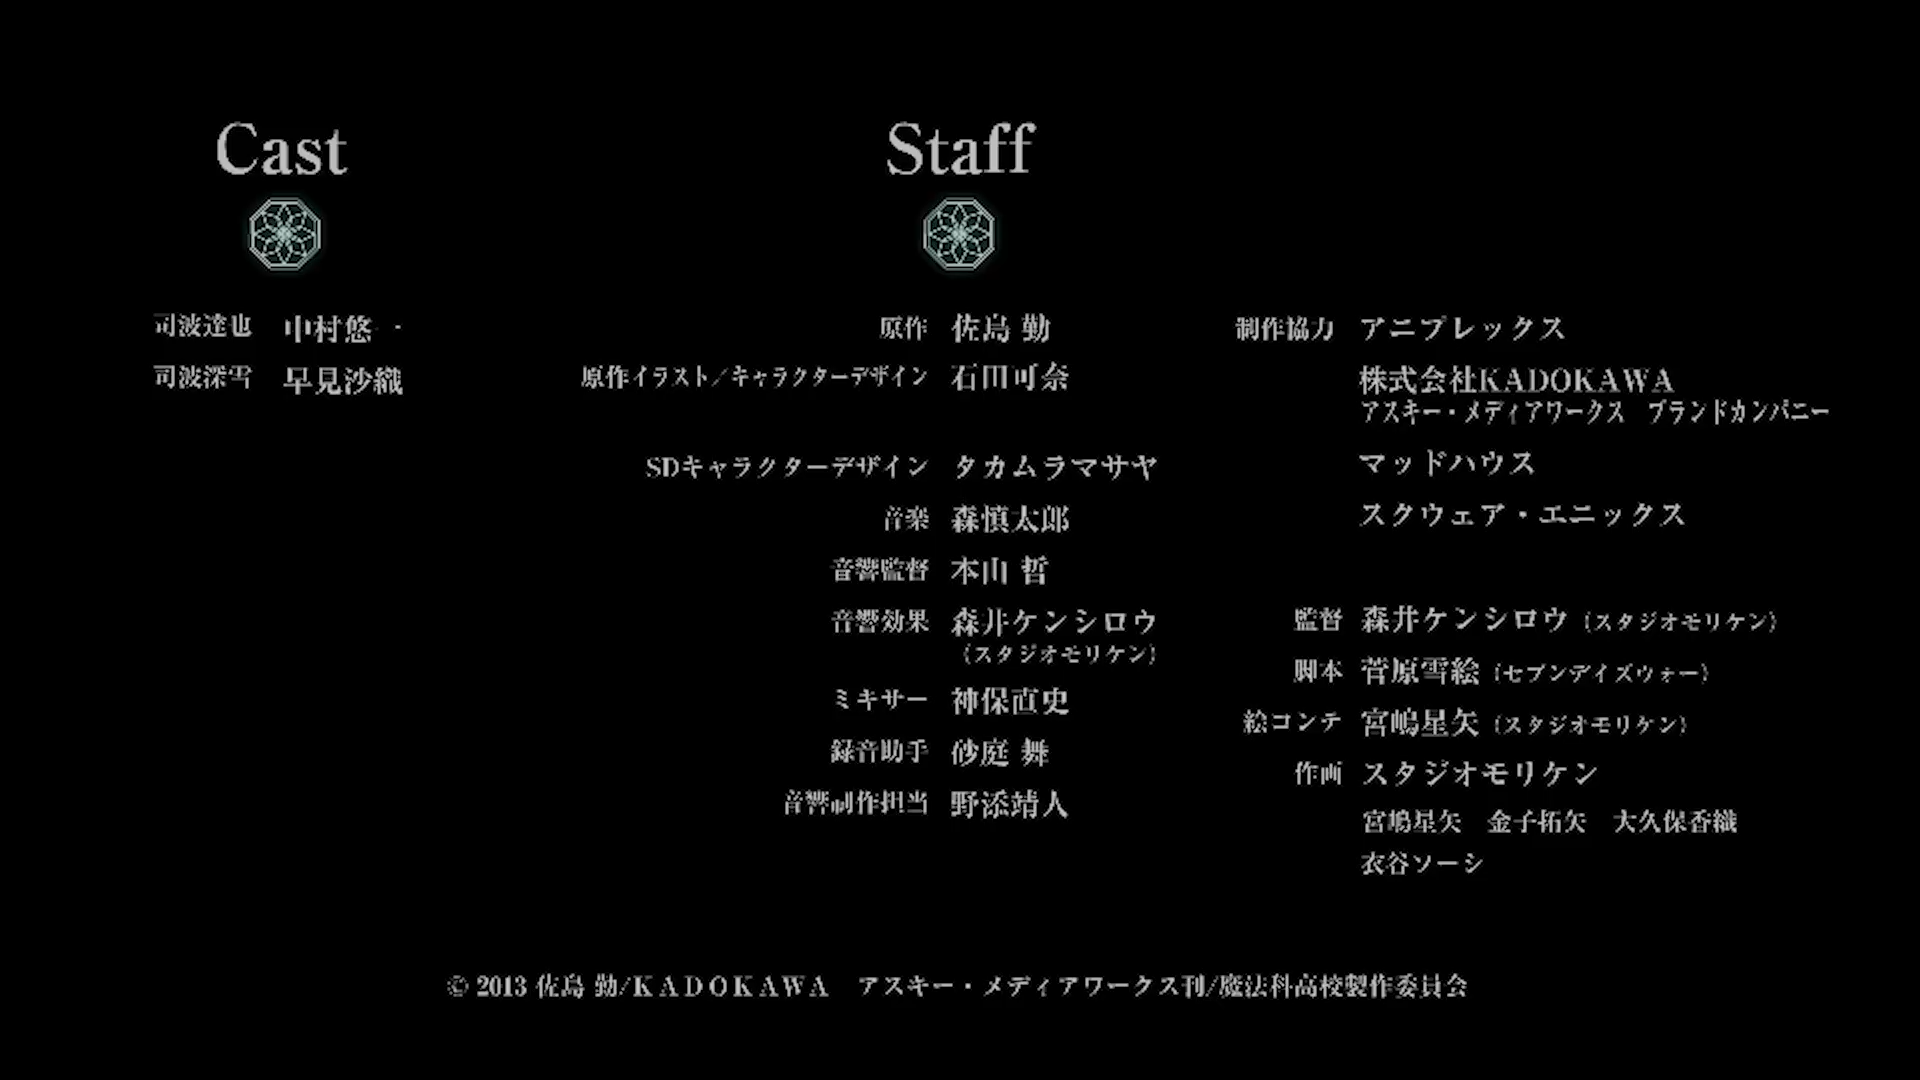 Cast
司波達也 中村悠一
司波深雪 早見沙織
Staff
原作 佐島 勤
原作イラスト／キャラクターデザイン 石田可奈
SDキャラクターデザイン タカムラマサヤ
音楽 森慎太郎
音響監督 本山 哲
音響効果 森井ケンシロウ
（スタジオモリケン）
ミキサー 神保直史
録音助手 砂庭 舞
音響制作担当 野添靖人
制作協力 アニプレックス
株式会社KADOKAWA
アスキー・メディアワークス ブランドカンパニー
マッドハウス
スクウェア・エニックス
監督 森井ケンシロウ（スタジオモリケン）
脚本 菅原雪絵（セブンデイズウォー）
絵コンテ 宮嶋星矢（スタジオモリケン）
作画 スタジオモリケン
宮嶋星矢 金子拓矢 大久保香織
衣谷ソーシ
© 2013 佐島 勤/KADOKAWA アスキー・メディアワークス刊/魔法科高校製作委員会